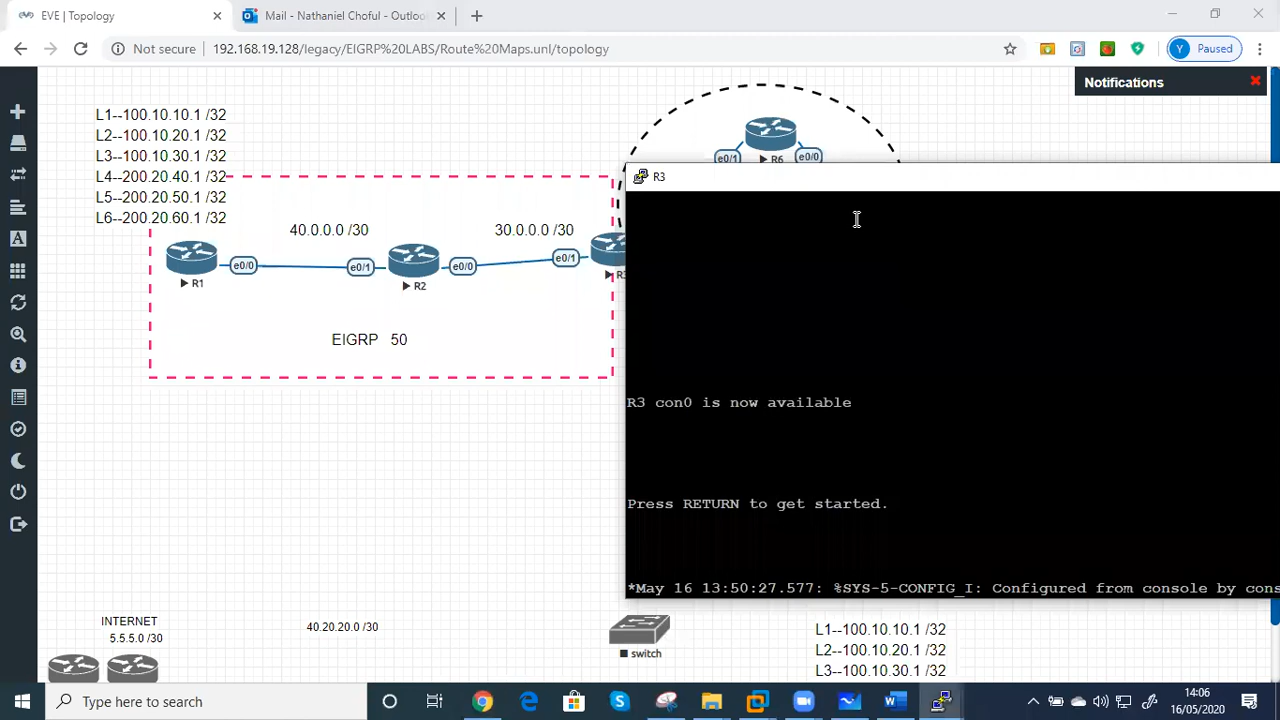 EVE | Topology
Mail - Nathaniel Choful - Outlook
Not secure
192.168.19.128/legacy/EIGRP%20LABS/Route%20Maps.unl/topology
Y
Paused
Notifications
L1--100.10.10.1 /32
L2--100.10.20.1 /32
L3--100.10.30.1 /32
L4--200.20.40.1 /32
L5--200.20.50.1 /32
L6--200.20.60.1 /32
e0/1
R6
e0/0
R3
40.0.0.0 /30
30.0.0.0 /30
e0/0
e0/1
e0/0
e0/1
R1
R2
EIGRP 50
R3 con0 is now available
Press RETURN to get started.
*May 16 13:50:27.577: %SYS-5-CONFIG_I: Configured from console by cons
INTERNET
5.5.5.0 /30
40.20.20.0 /30
switch
L1--100.10.10.1 /32
L2--100.10.20.1 /32
L3--100.10.30.1 /32
Type here to search
14:06
16/05/2020